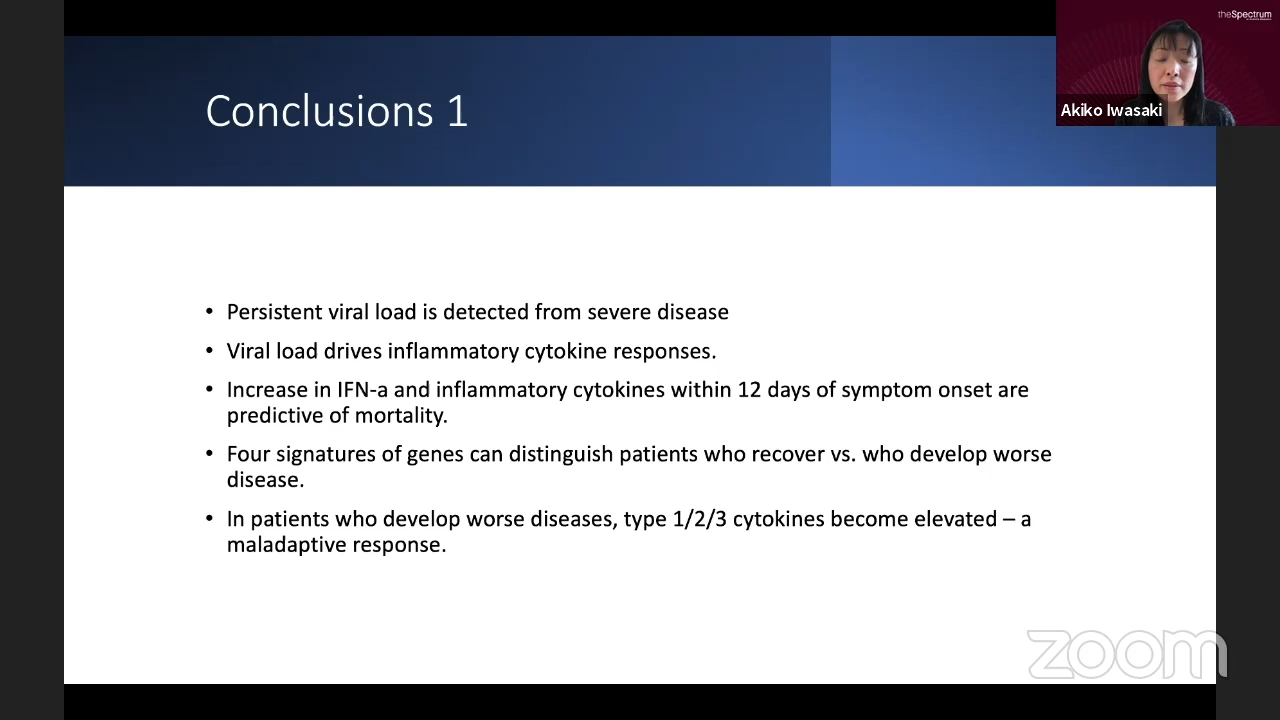 theSpectrum
Akiko Iwasaki
Conclusions 1
• Persistent viral load is detected from severe disease
• Viral load drives inflammatory cytokine responses.
• Increase in IFN-a and inflammatory cytokines within 12 days of symptom onset are
predictive of mortality.
• Four signatures of genes can distinguish patients who recover vs. who develop worse
disease.
• In patients who develop worse diseases, type 1/2/3 cytokines become elevated – a
maladaptive response.
zoom